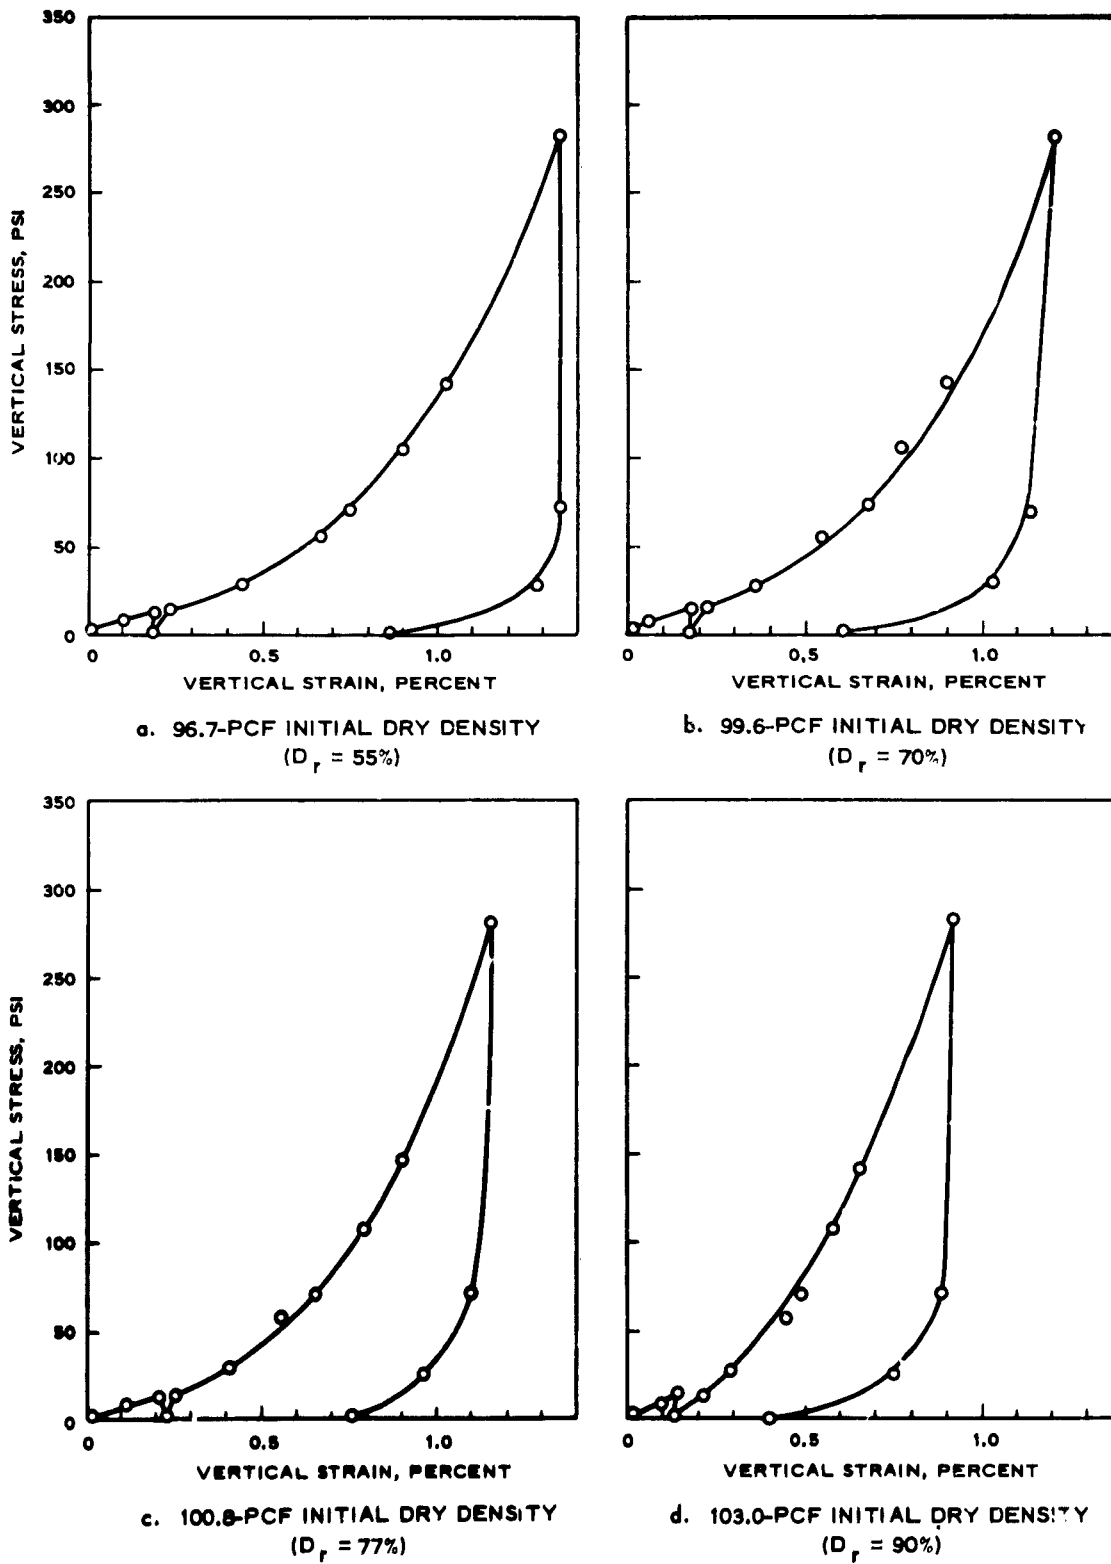 350
300
250
200
150
100
50
0
VERTICAL STRESS, PSI
0 0.5 1.0
VERTICAL STRAIN, PERCENT
a. 96.7-PCF INITIAL DRY DENSITY
(D r = 55%)
0 0.5 1.0
VERTICAL STRAIN, PERCENT
b. 99.6-PCF INITIAL DRY DENSITY
(D r = 70%)
350
300
250
200
150
100
50
0
VERTICAL STRESS, PSI
0 0.5 1.0
VERTICAL STRAIN, PERCENT
c. 100.8-PCF INITIAL DRY DENSITY
(D r = 77%)
0 0.5 1.0
VERTICAL STRAIN, PERCENT
d. 103.0-PCF INITIAL DRY DENSITY
(D r = 90%)